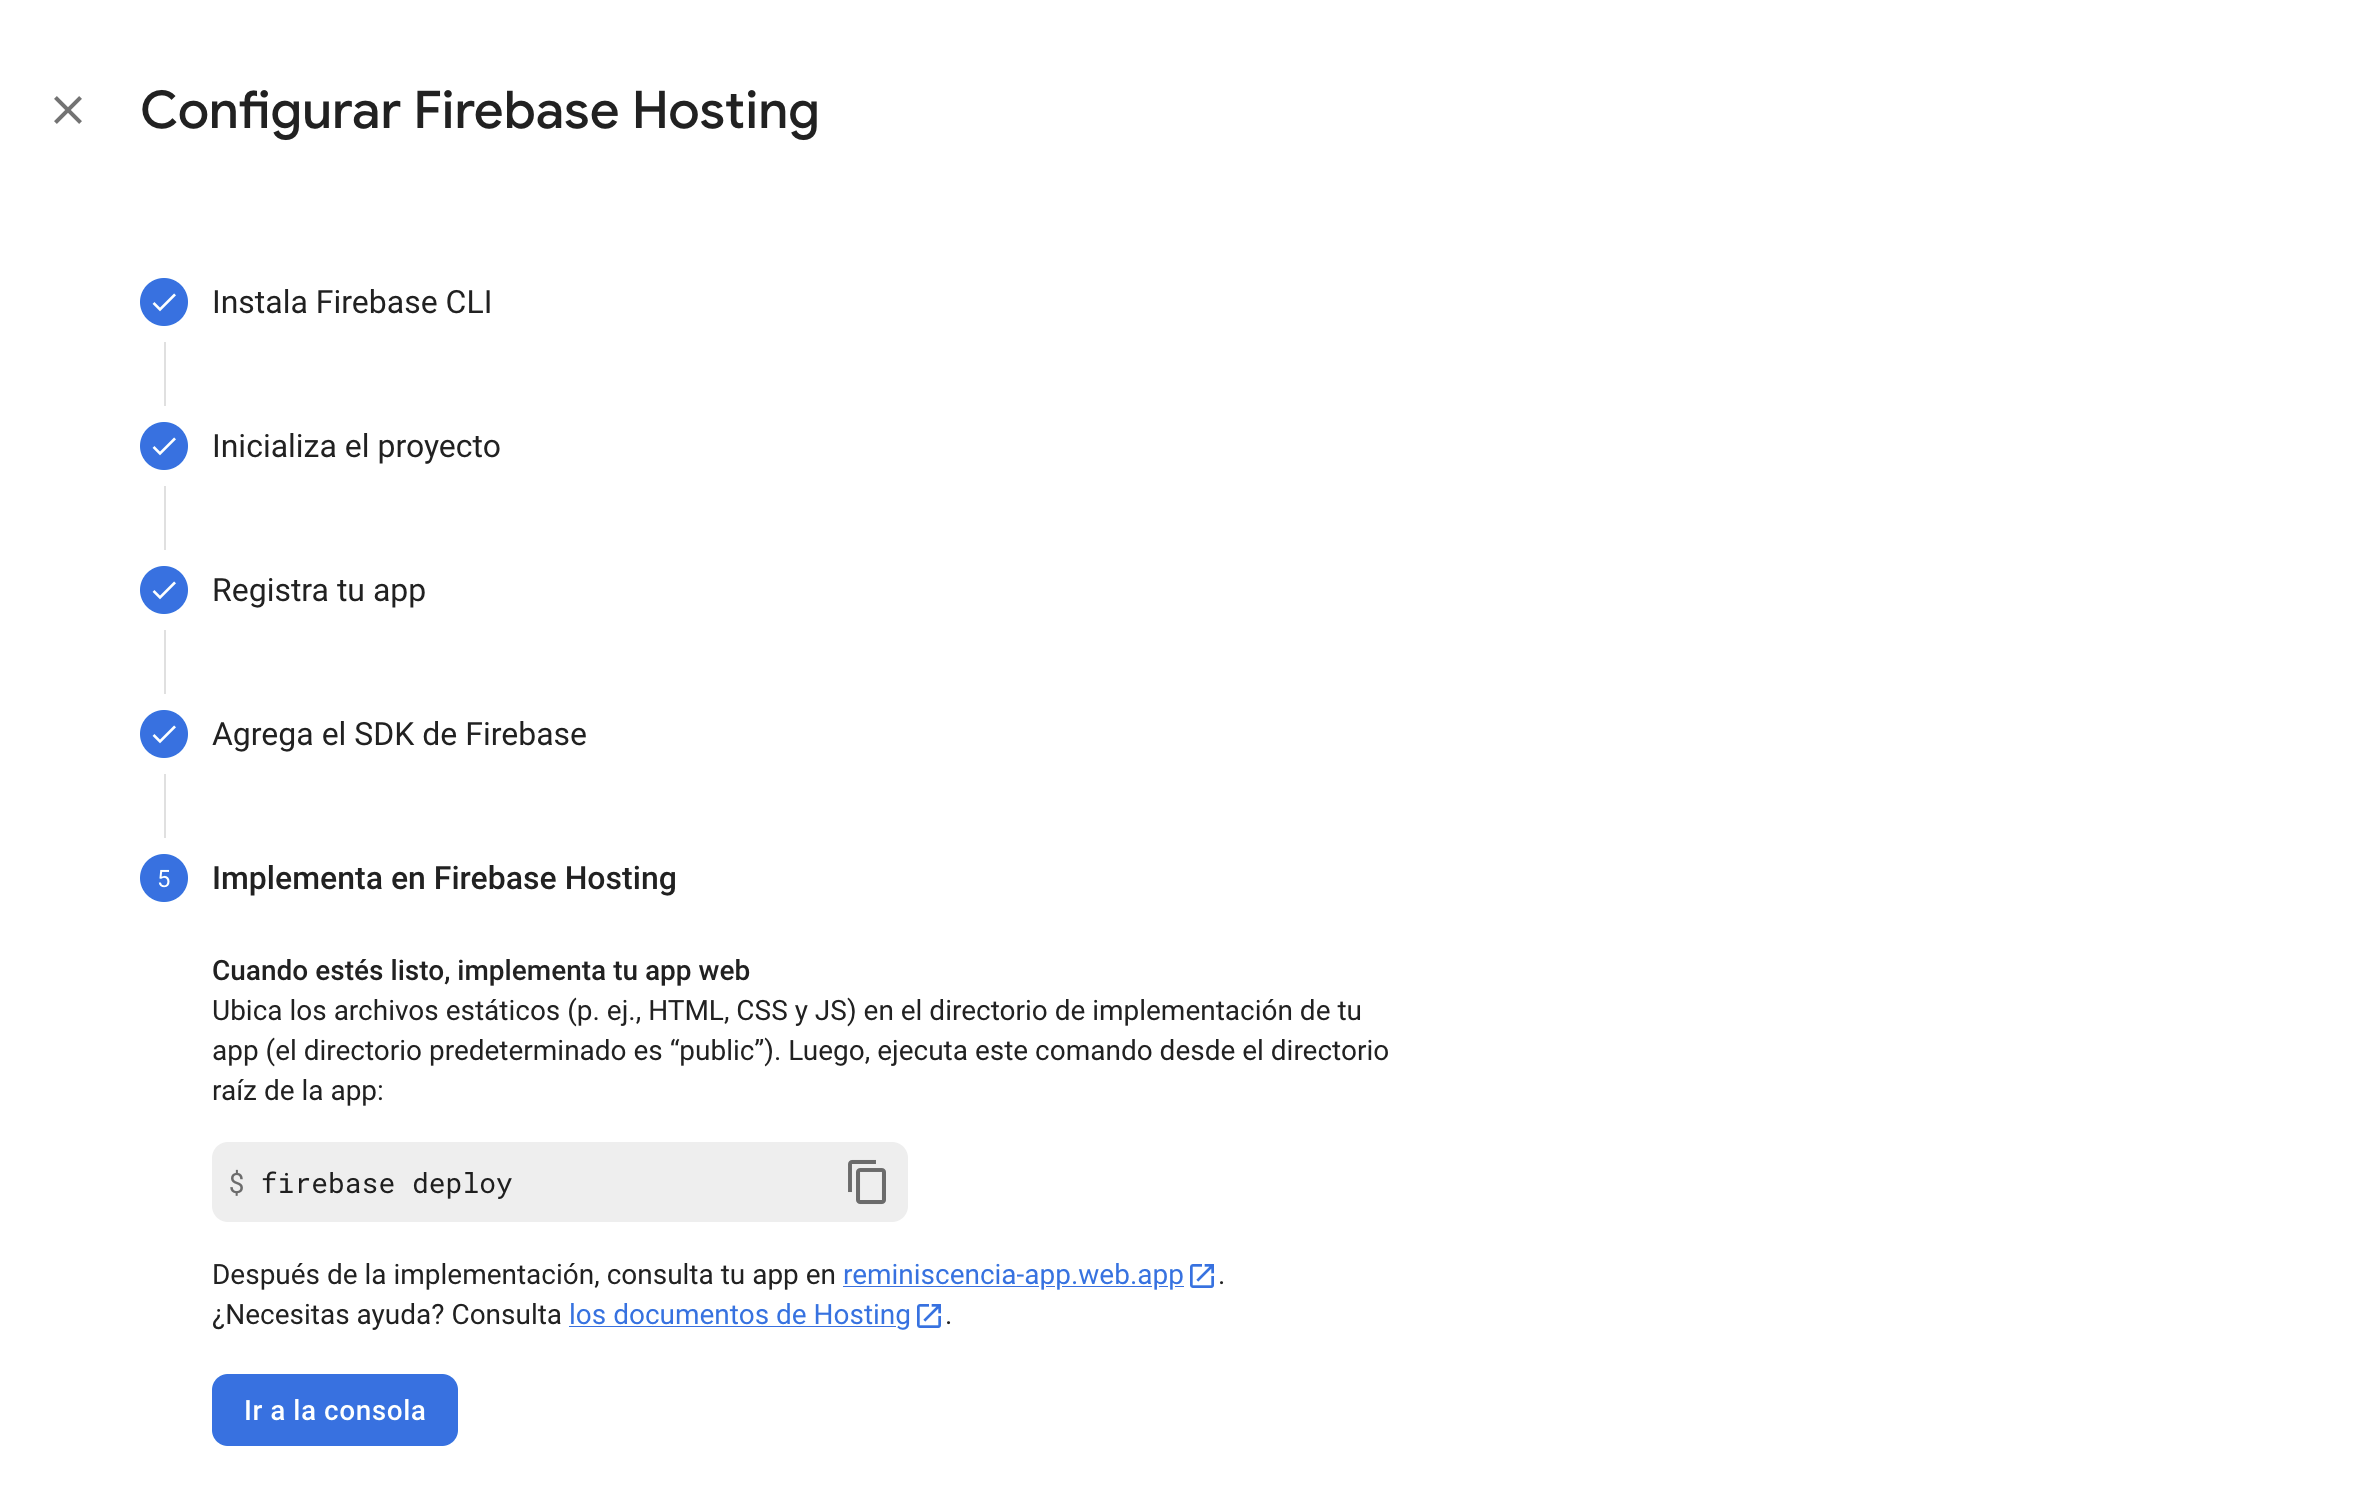 Configurar Firebase Hosting
Instala Firebase CLI
Inicializa el proyecto
Registra tu app
Agrega el SDK de Firebase
5 Implementa en Firebase Hosting
Cuando estés listo, implementa tu app web
Ubica los archivos estáticos (p. ej., HTML, CSS y JS) en el directorio de implementación de tu
app (el directorio predeterminado es “public”). Luego, ejecuta este comando desde el directorio
raíz de la app:
$ firebase deploy
Después de la implementación, consulta tu app en reminiscencia-app.web.app.
¿Necesitas ayuda? Consulta los documentos de Hosting.
Ir a la consola